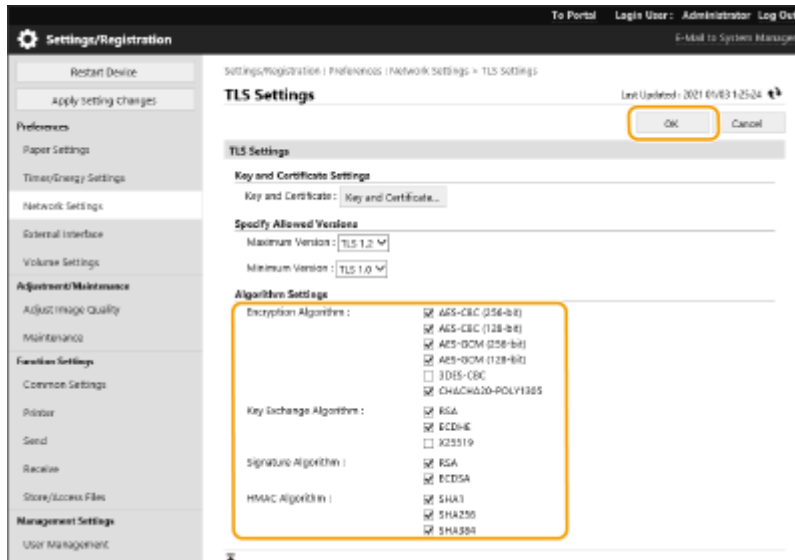 To Portal Login User : Administrator Log Out
Settings/Registration
E-Mail to System Manager
Restart Device
Apply Setting Changes
Preferences
Paper Settings
Timer/Energy Settings
Network Settings
External Interface
Volume Settings
Adjustment/Maintenance
Adjust Image Quality
Maintenance
Function Settings
Common Settings
Printer
Send
Receive
Store/Access Files
Management Settings
User Management
Settings/Registration : Preferences : Network Settings > TLS Settings
TLS Settings
Last Updated : 2021 01/03 1:25:24
OK
Cancel
TLS Settings
Key and Certificate Settings
Key and Certificate : Key and Certificate...
Specify Allowed Versions
Maximum Version : TLS 1.2
Minimum Version : TLS 1.0
Algorithm Settings
Encryption Algorithm :
AES-CBC (256-bit)
AES-CBC (128-bit)
AES-GCM (256-bit)
AES-GCM (128-bit)
3DES-CBC
CHACHA20-POLY1305
Key Exchange Algorithm :
RSA
ECDHE
X25519
Signature Algorithm :
RSA
ECDSA
HMAC Algorithm :
SHA1
SHA256
SHA384